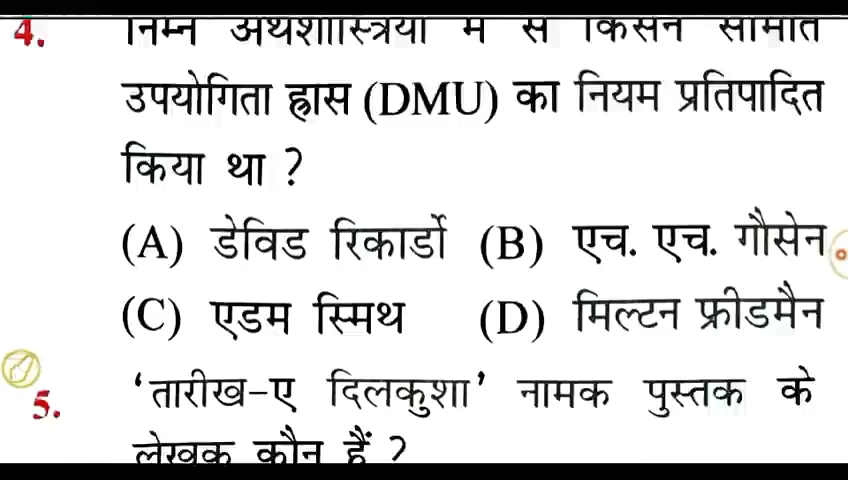 4. निम्न अर्थशास्त्रियों में से किसने सीमांत
उपयोगिता ह्रास (DMU) का नियम प्रतिपादित
किया था ?
(A) डेविड रिकार्डो (B) एच. एच. गौसेन
(C) एडम स्मिथ (D) मिल्टन फ्रीडमैन
5. ‘तारीख-ए दिलकुशा’ नामक पुस्तक के
लेखक कौन हैं ?